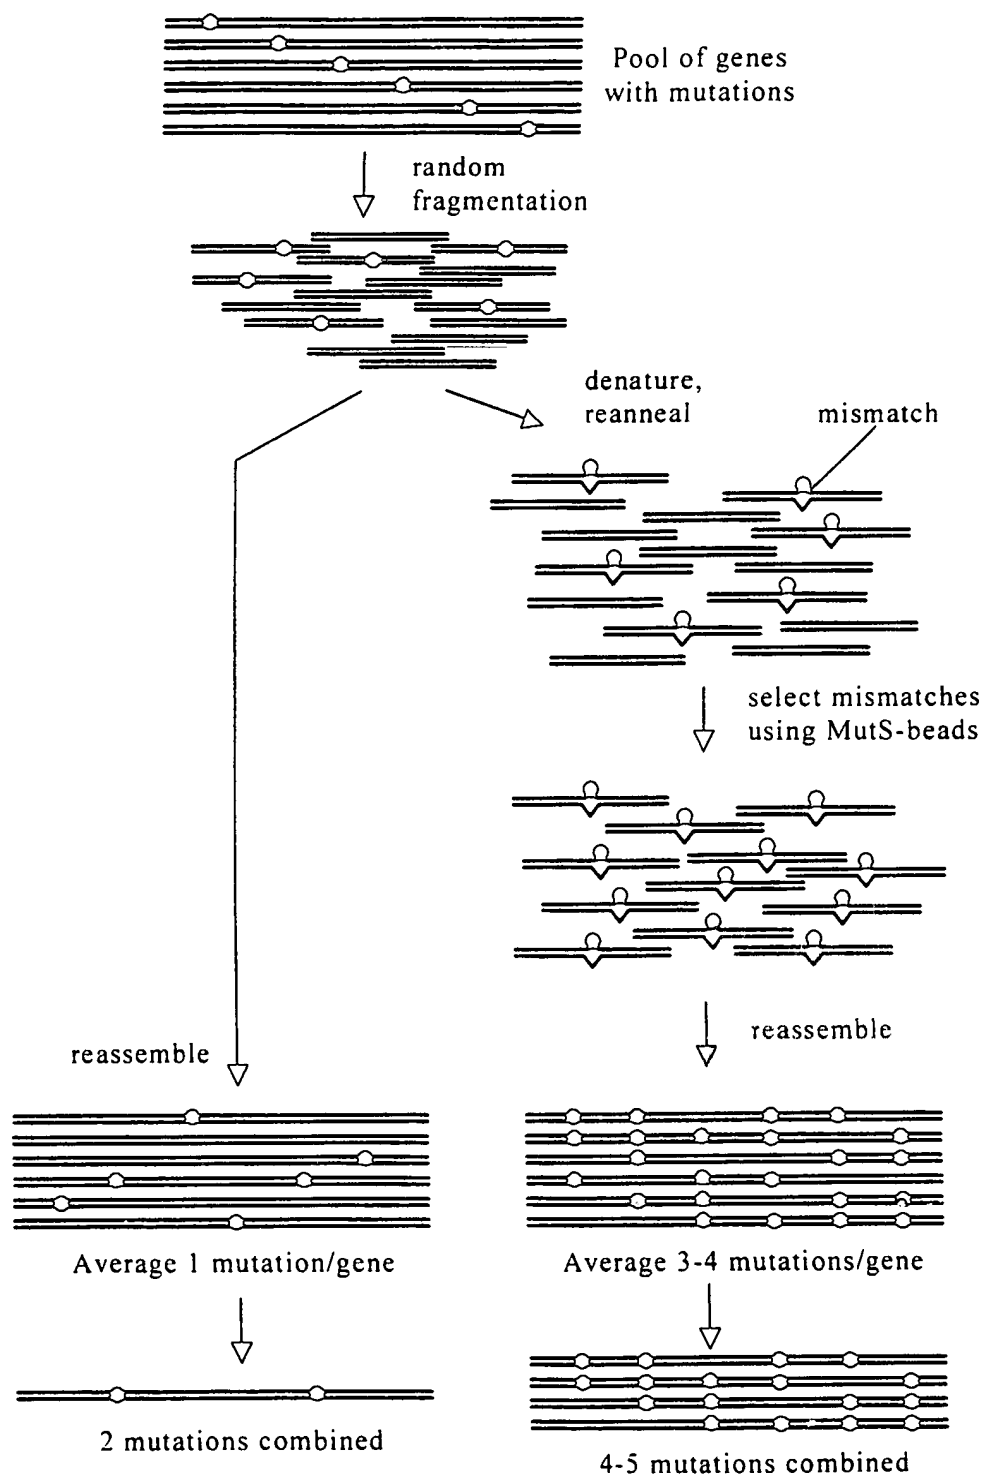 Pool of genes
with mutations
random
fragmentation
denature,
reanneal
mismatch
select mismatches
using MutS-beads
reassemble
reassemble
Average 1 mutation/gene
Average 3-4 mutations/gene
2 mutations combined
4-5 mutations combined